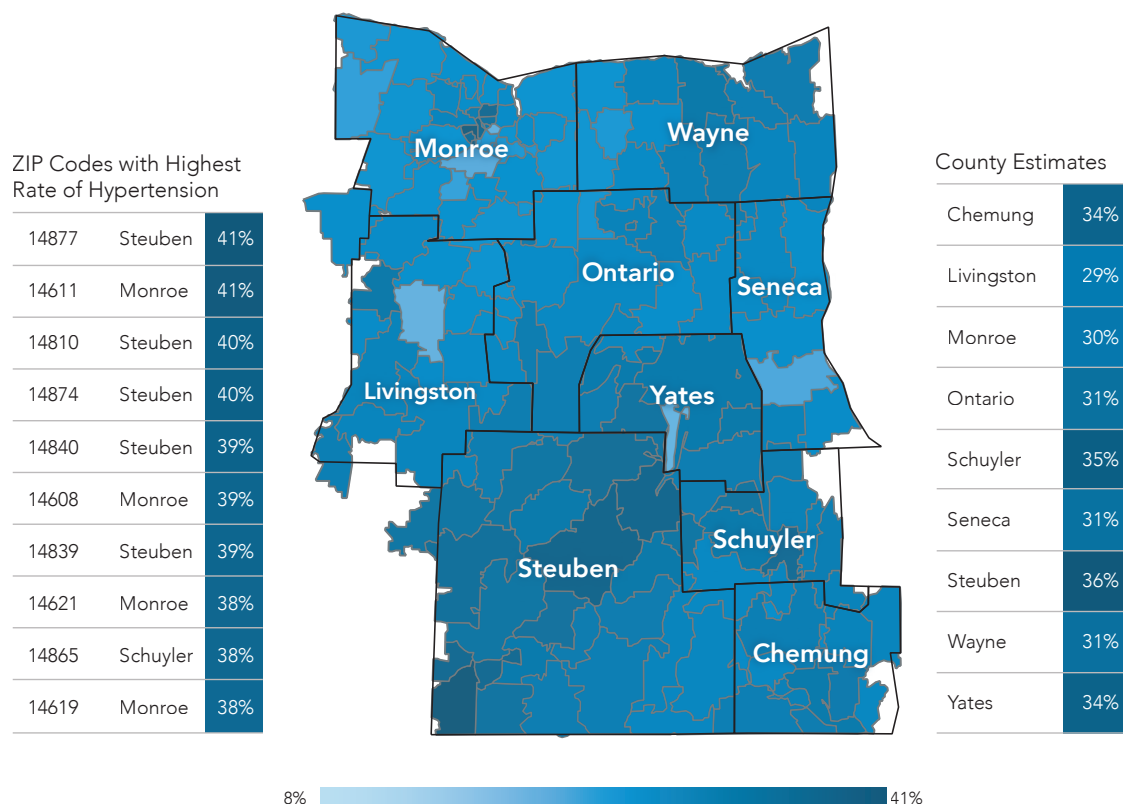 ZIP Codes with Highest
Rate of Hypertension
14877 Steuben 41%
14611 Monroe 41%
14810 Steuben 40%
14874 Steuben 40%
14840 Steuben 39%
14608 Monroe 39%
14839 Steuben 39%
14621 Monroe 38%
14865 Schuyler 38%
14619 Monroe 38%
Monroe
Wayne
Ontario
Seneca
Livingston
Yates
Schuyler
Steuben
Chemung
County Estimates
Chemung 34%
Livingston 29%
Monroe 30%
Ontario 31%
Schuyler 35%
Seneca 31%
Steuben 36%
Wayne 31%
Yates 34%
8% 41%